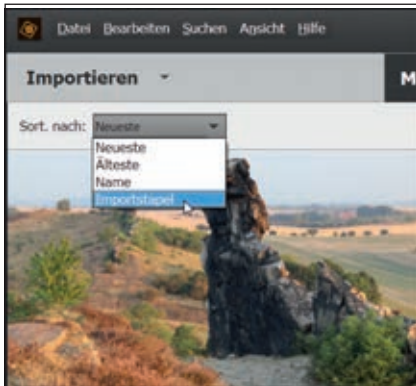 Datei Bearbeiten Suchen Ansicht Hilfe
Importieren
M
Sort. nach: Neueste
Neueste
Älteste
Name
Importstapel